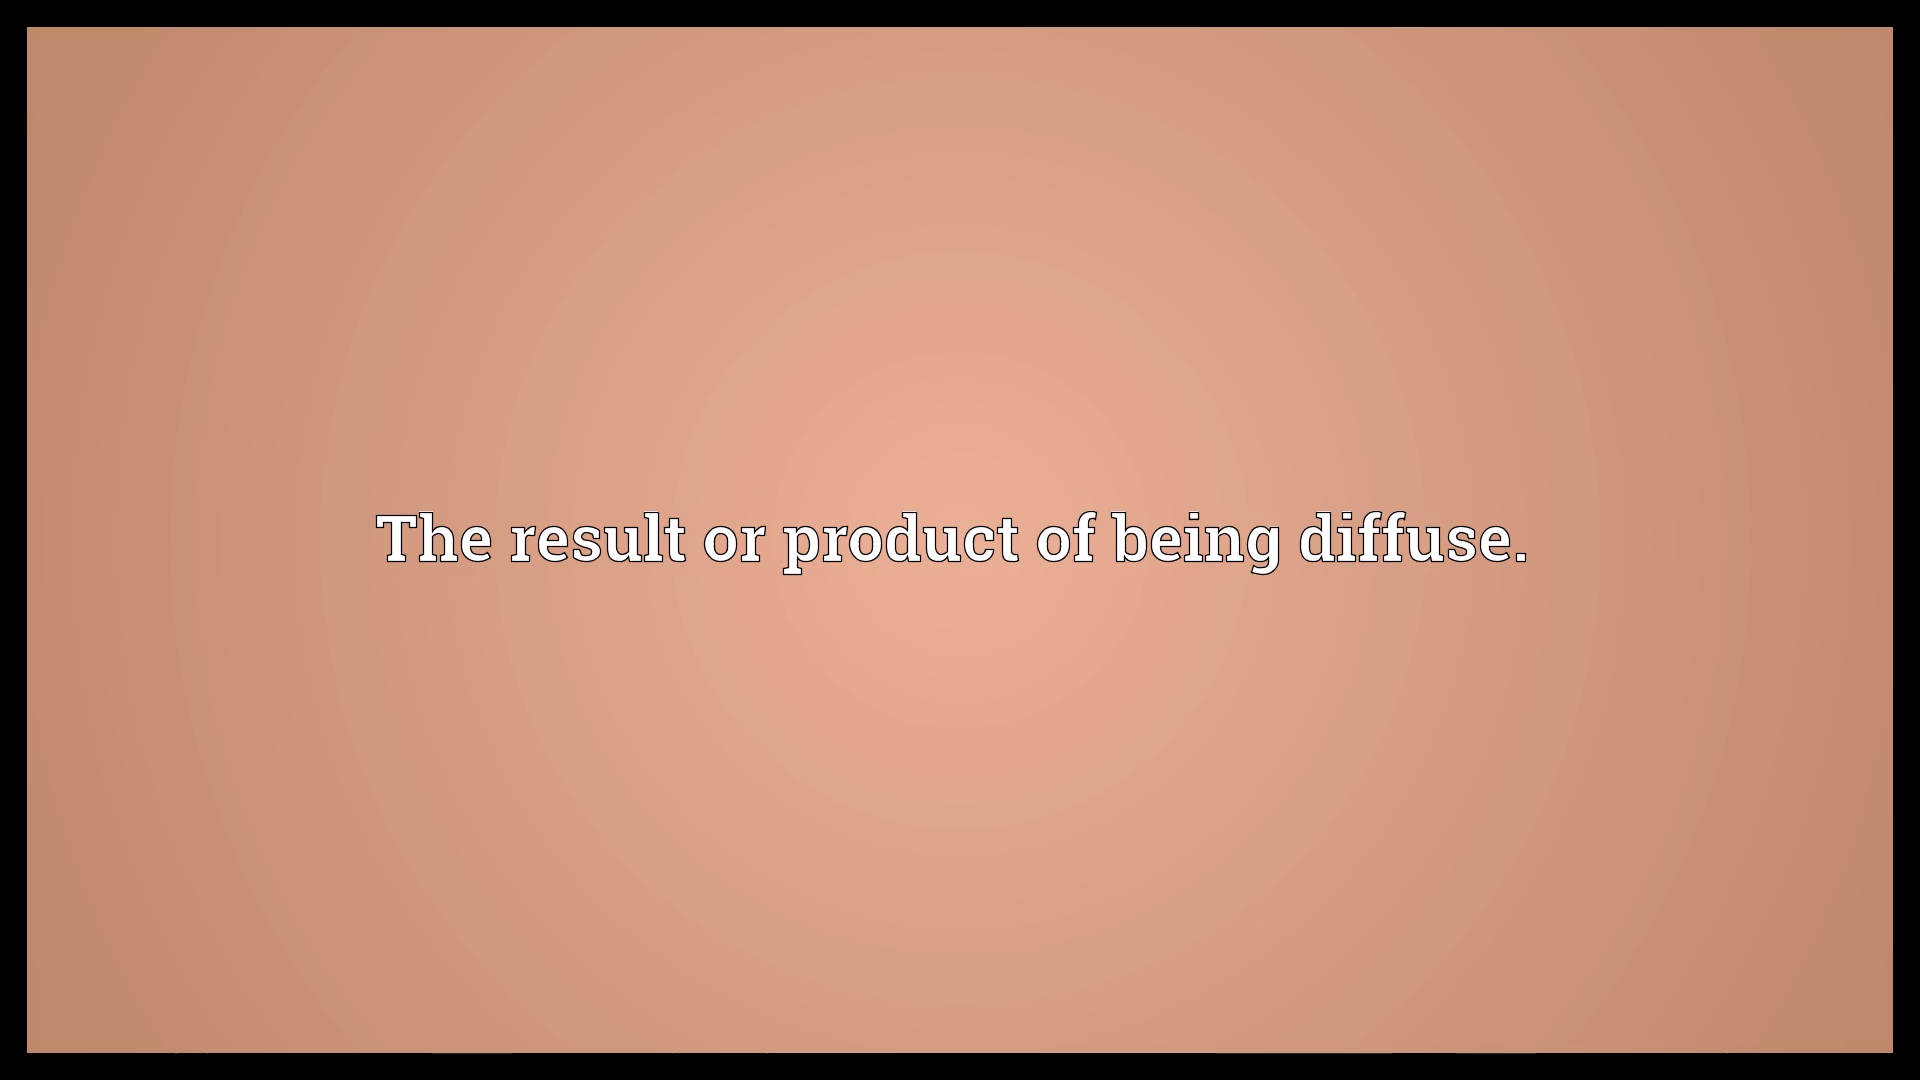 The result or product of being diffuse.